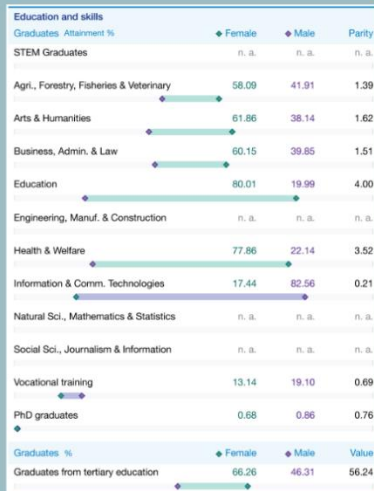 Education and skills
Graduates Attainment % Female Male Parity
STEM Graduates n. a. n. a. n. a.
Agri., Forestry, Fisheries & Veterinary 58.09 41.91 1.39
Arts & Humanities 61.86 38.14 1.62
Business, Admin. & Law 60.15 39.85 1.51
Education 80.01 19.99 4.00
Engineering, Manuf. & Construction n. a. n. a. n. a.
Health & Welfare 77.86 22.14 3.52
Information & Comm. Technologies 17.44 82.56 0.21
Natural Sci., Mathematics & Statistics n. a. n. a. n. a.
Social Sci., Journalism & Information n. a. n. a. n. a.
Vocational training 13.14 19.10 0.69
PhD graduates 0.68 0.86 0.76
Graduates % Female Male Value
Graduates from tertiary education 66.26 46.31 56.24